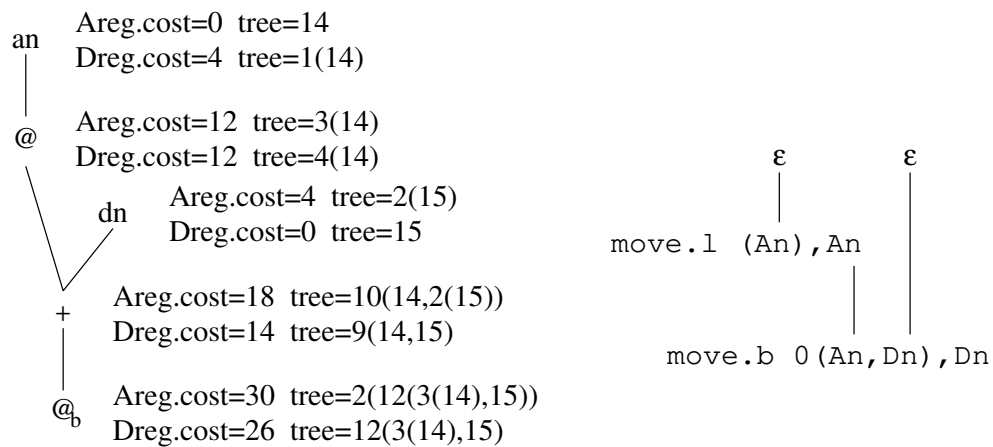 an
Areg.cost=0 tree=14
Dreg.cost=4 tree=1(14)
@
Areg.cost=12 tree=3(14)
Dreg.cost=12 tree=4(14)
dn
Areg.cost=4 tree=2(15)
Dreg.cost=0 tree=15
+
Areg.cost=18 tree=10(14,2(15))
Dreg.cost=14 tree=9(14,15)
@b
Areg.cost=30 tree=2(12(3(14),15))
Dreg.cost=26 tree=12(3(14),15)
ε ε
move.l (An),An
move.b 0(An,Dn),Dn